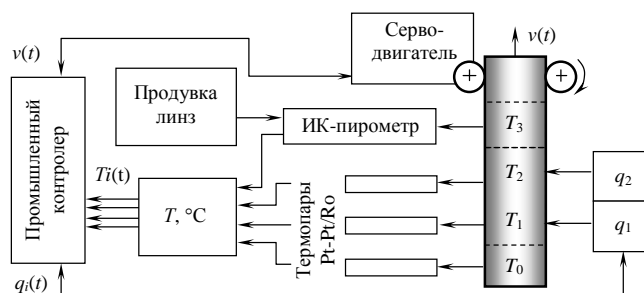 v(t)
Серво-
двигатель
v(t)
+
+
Продувка
линз
ИК-пирометр
T3
Промышленный
контролер
Ti(t)
T, °C
Термопары
Pt-Pt/Ro
T2
q2
T1
q1
T0
qi(t)